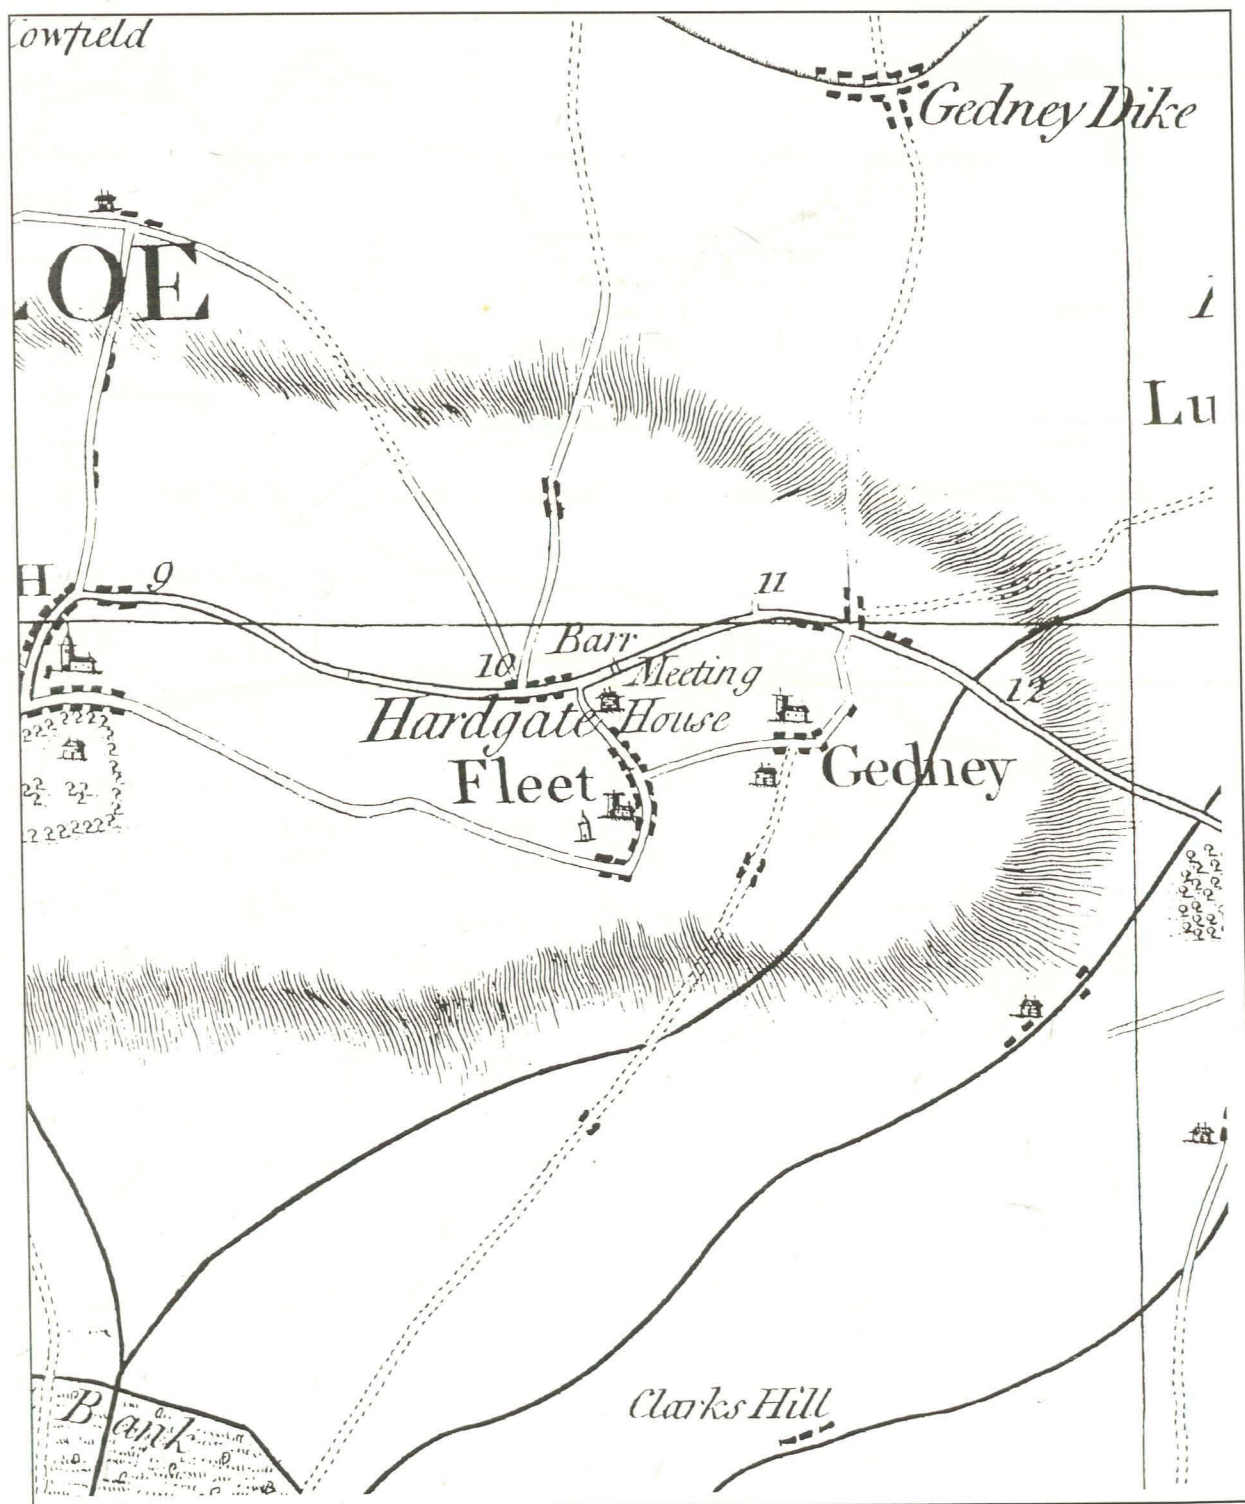 owfield
Gedney Dike
OE
Lu
H
9
11
10
Barr
Meeting
12
Hardgate
House
Fleet
Gedney
Bank
Clarks Hill